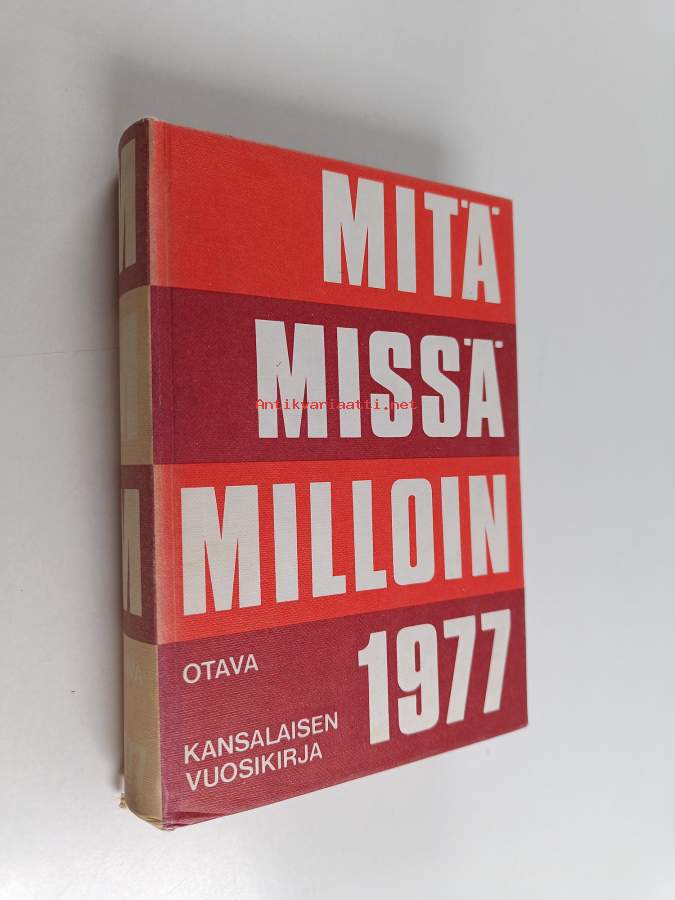 MITÄ
MISSÄ
Antikvariaatti.net
MILLOIN
1977
OTAVA
KANSALAISEN
VUOSIKIRJA